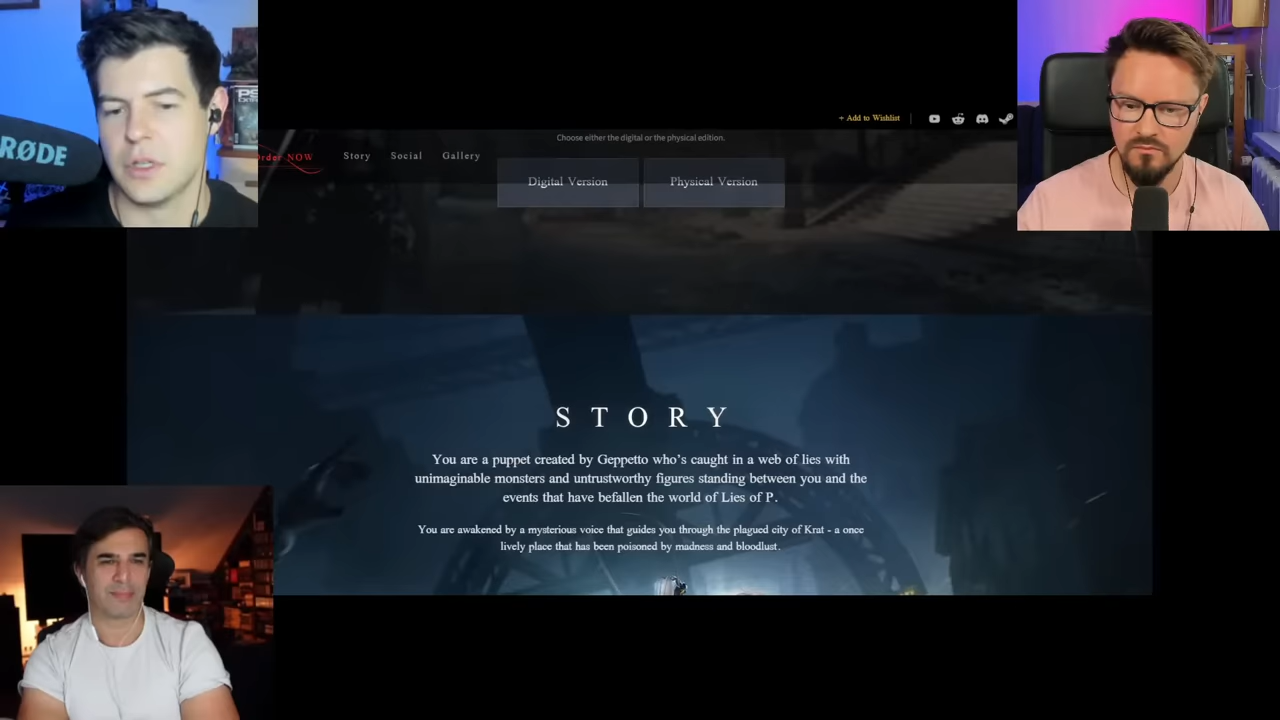 RØDE
+ Add to Wishlist
Choose either the digital or the physical edition.
Order NOW
Story
Social
Gallery
Digital Version
Physical Version
STORY
You are a puppet created by Geppetto who's caught in a web of lies with
unimaginable monsters and untrustworthy figures standing between you and the
events that have befallen the world of Lies of P.
You are awakened by a mysterious voice that guides you through the plagued city of Krat - a once
lively place that has been poisoned by madness and bloodlust.